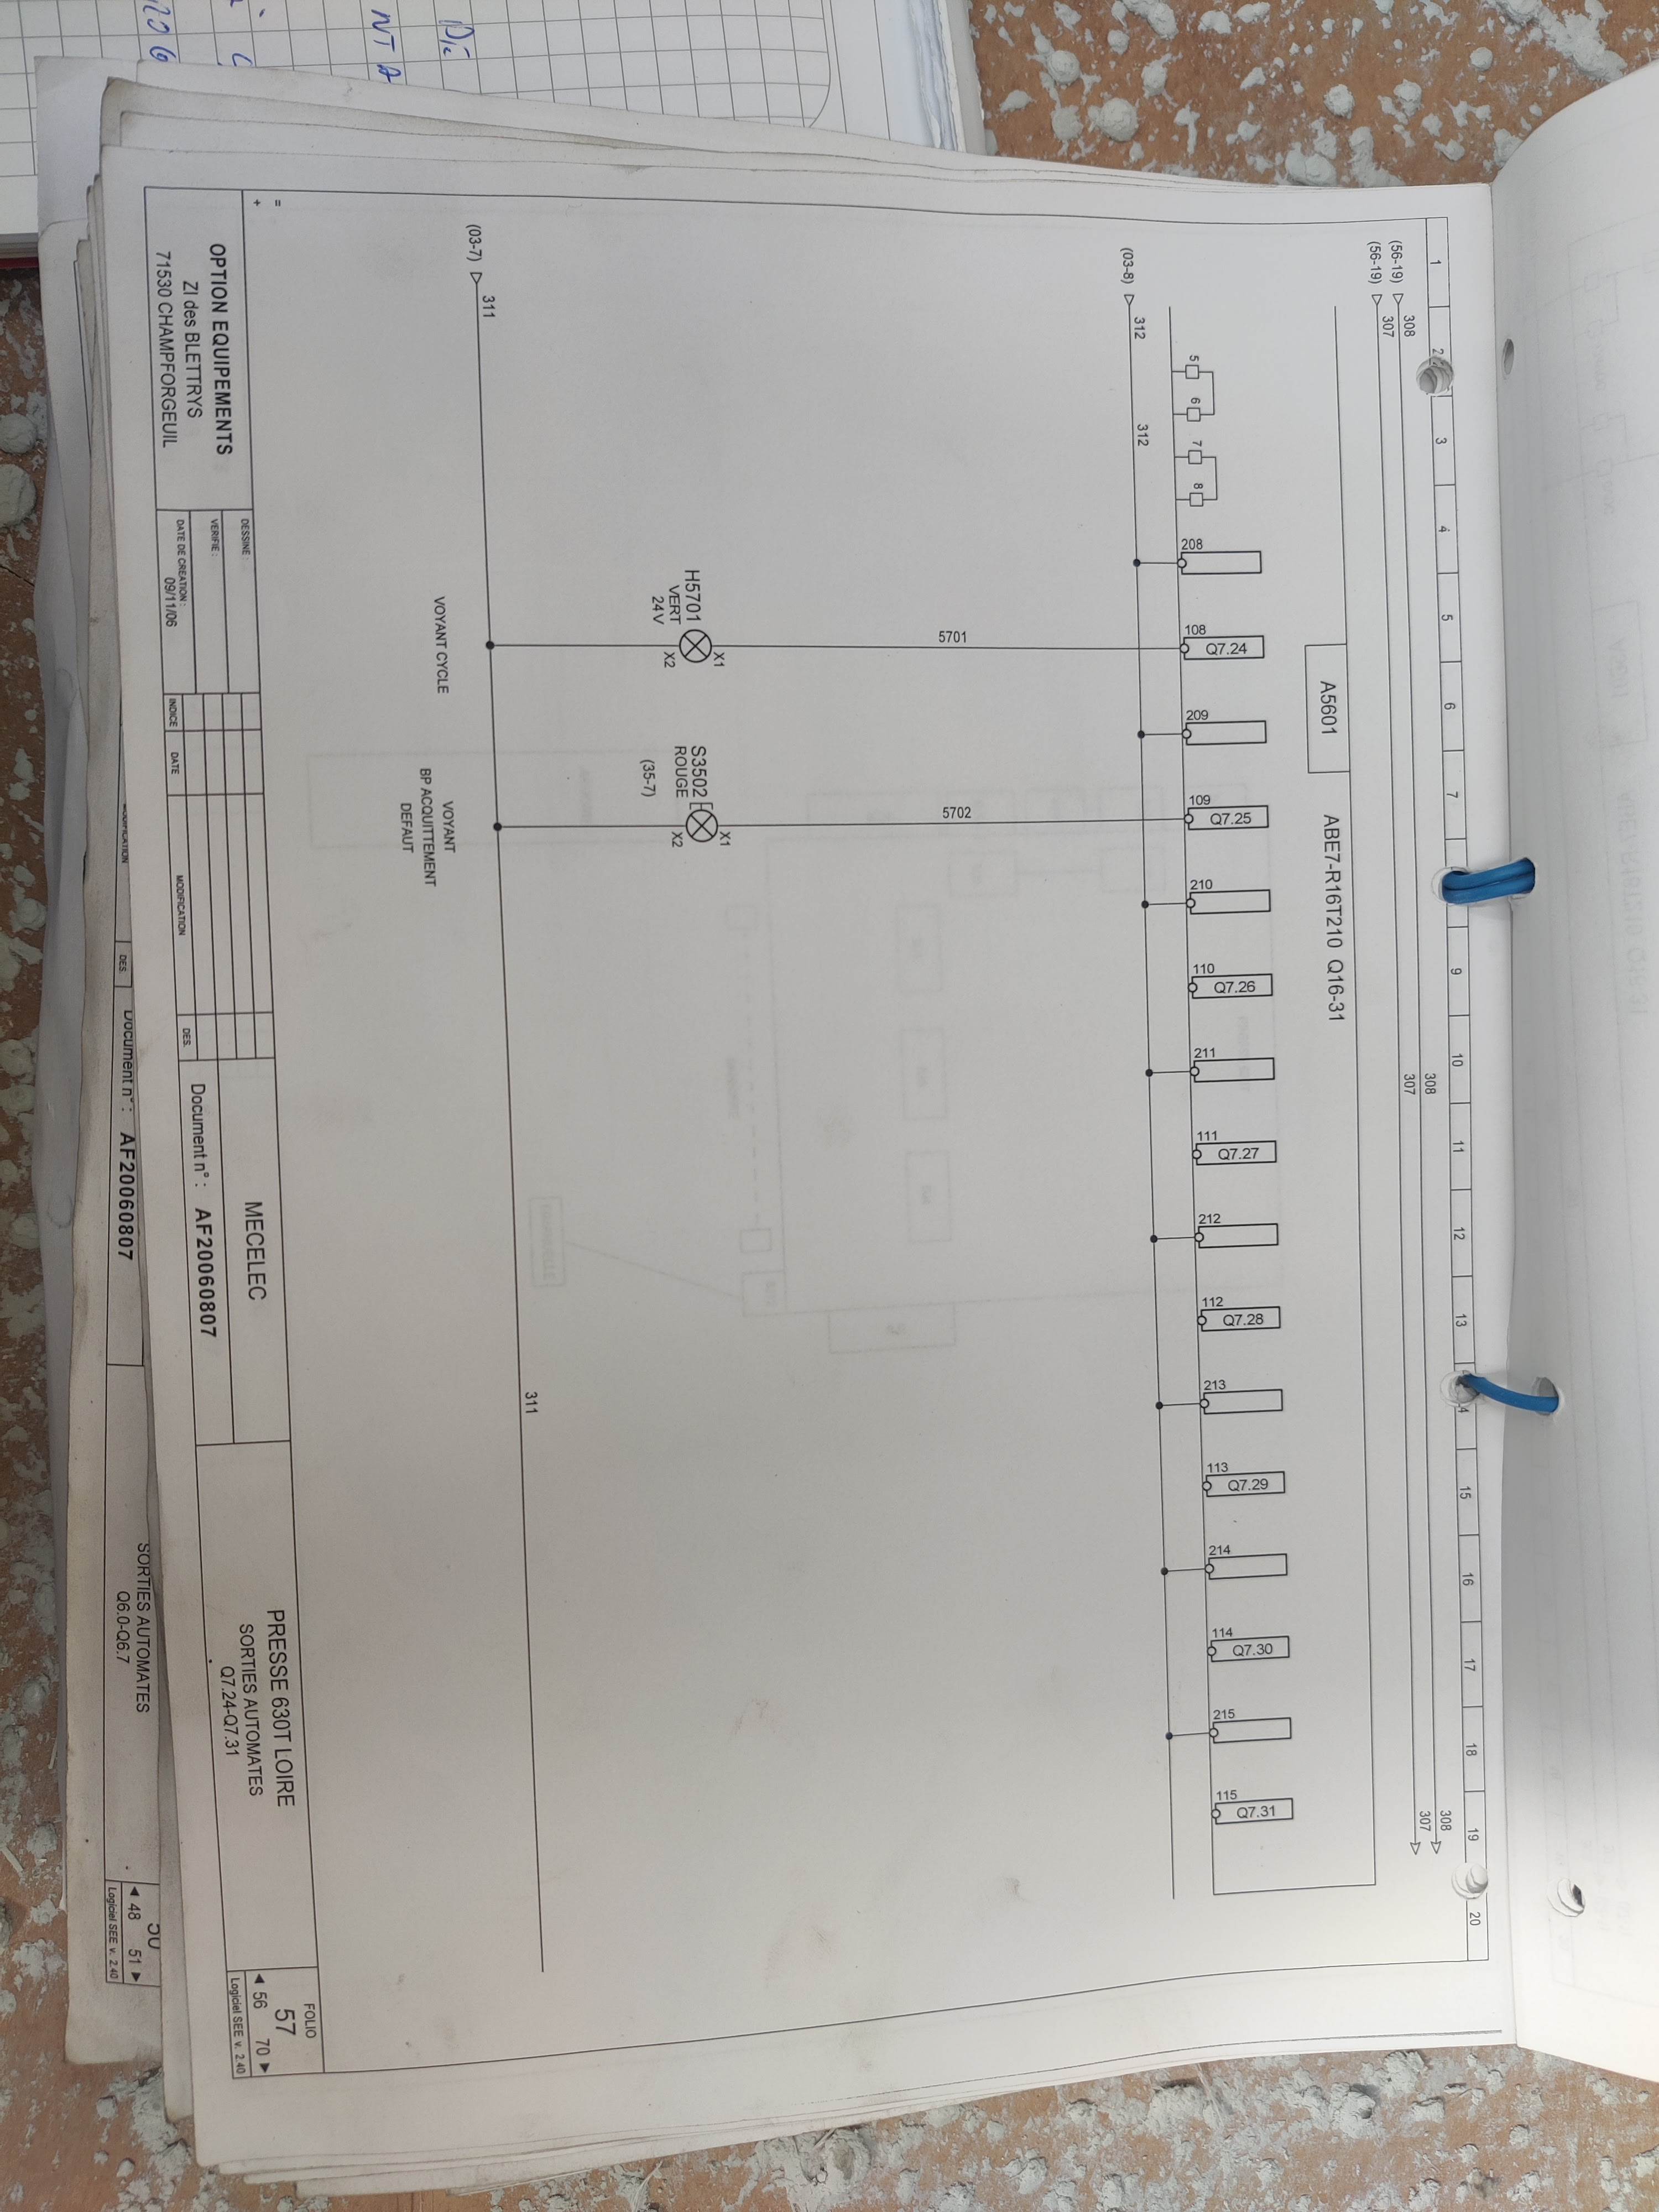 1 2 3 4 5 6 7 9 10 11 12 13 4 15 16 17 18 19 20
(56-19) 308 308 308
(56-19) 307 307 307
A5601 ABE7-R16T210 Q16-31
5 6 7 8
208 108 209 109 210 110 211 111 212 112 213 113 214 114 215 115
Q7.24 Q7.25 Q7.26 Q7.27 Q7.28 Q7.29 Q7.30 Q7.31
(03-8) 312 312
5701 5702
X1 X1
H5701
VERT
24V
X2
S3502
ROUGE
(35-7)
X2
(03-7) 311 311
VOYANT CYCLE
VOYANT
BP ACQUITTEMENT
DEFAUT
=
+
OPTION EQUIPEMENTS
ZI des BLETTRYS
71530 CHAMPFORGEUIL
DESSINE :
VERIFIE :
DATE DE CREATION :
09/11/06
INDICE DATE MODIFICATION DES.
MECELEC
Document n° : AF20060807
PRESSE 630T LOIRE
SORTIES AUTOMATES
Q7.24-Q7.31
FOLIO
57
56 70
Logiciel SEE v. 2.40
DES.
Document n° : AF20060807
SORTIES AUTOMATES
Q6.0-Q6.7
48 51
Logiciel SEE v. 2.40